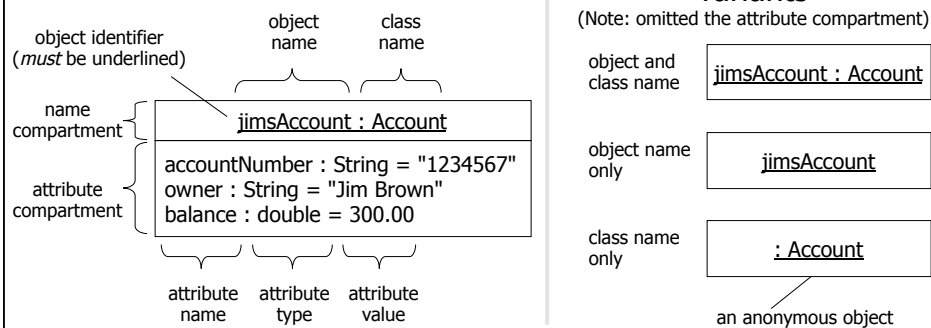 object identifier
(must be underlined)
object
name
class
name
name
compartment
jimsAccount : Account
attribute
compartment
accountNumber : String = "1234567"
owner : String = "Jim Brown"
balance : double = 300.00
attribute
name
attribute
type
attribute
value
(Note: omitted the attribute compartment)
object and
class name
jimsAccount : Account
object name
only
jimsAccount
class name
only
: Account
an anonymous object